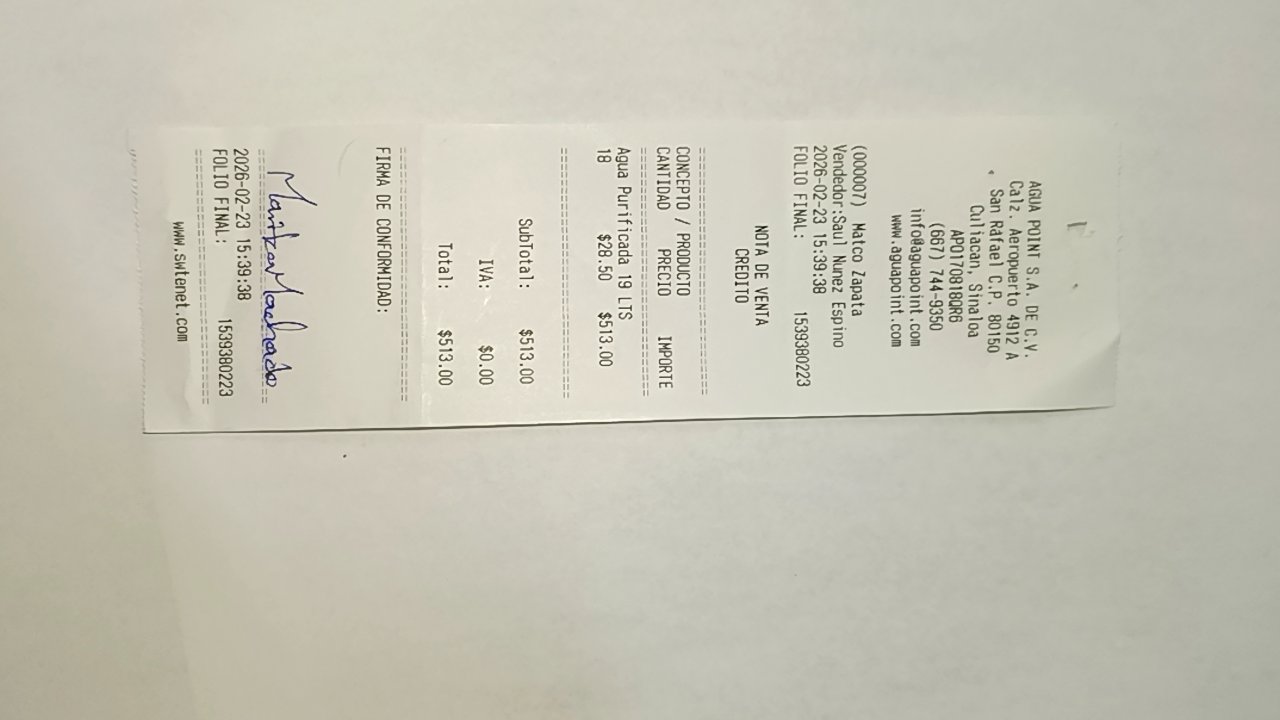 AGUA POINT S.A. DE C.V.
Calz. Aeropuerto 4912 A
San Rafael C.P. 80150
Culiacan, Sinaloa
APO170818QR6
(667) 744-9350
info@aguapoint.com
www.aguapoint.com
(000007) Matco Zapata
Vendedor:Saul Nunez Espino
2026-02-23 15:39:38
FOLIO FINAL: 1539380223
NOTA DE VENTA
CREDITO
CONCEPTO / PRODUCTO
CANTIDAD PRECIO IMPORTE
Agua Purificada 19 LTS
18 $28.50 $513.00
SubTotal: $513.00
IVA: $0.00
Total: $513.00
FIRMA DE CONFORMIDAD:
Machado
2026-02-23 15:39:38
FOLIO FINAL: 1539380223
www.swtenet.com